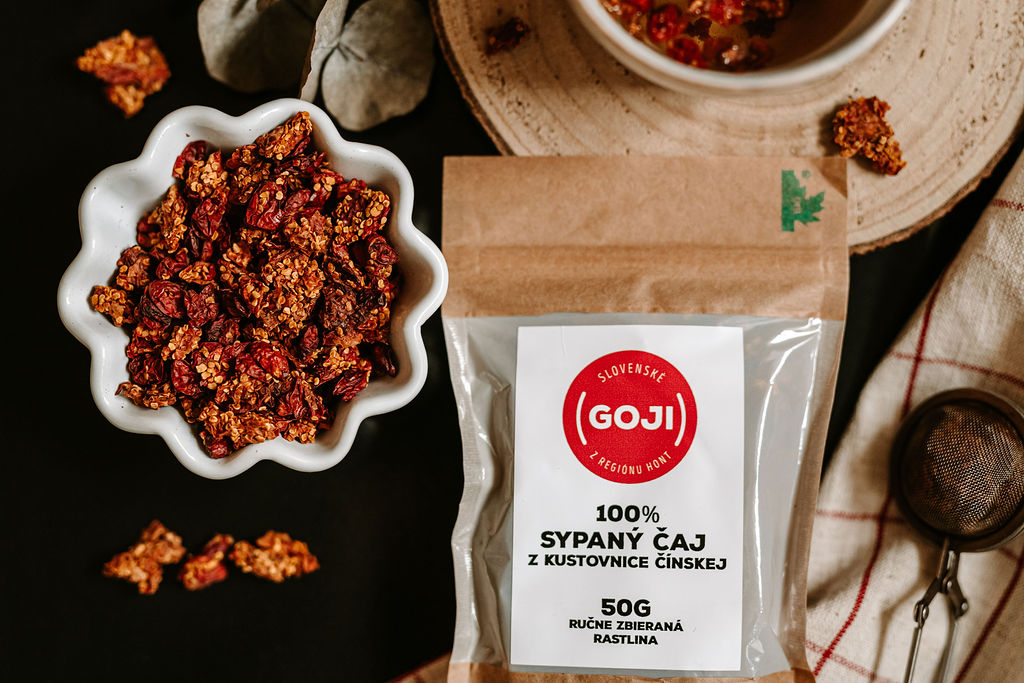 SLOVENSKÉ
(GOJI)
Z REGIÓNU HONT
100%
SYPANÝ ČAJ
Z KUSTOVNICE ČÍNSKEJ
50G
RUČNE ZBIERANÁ
RASTLINA